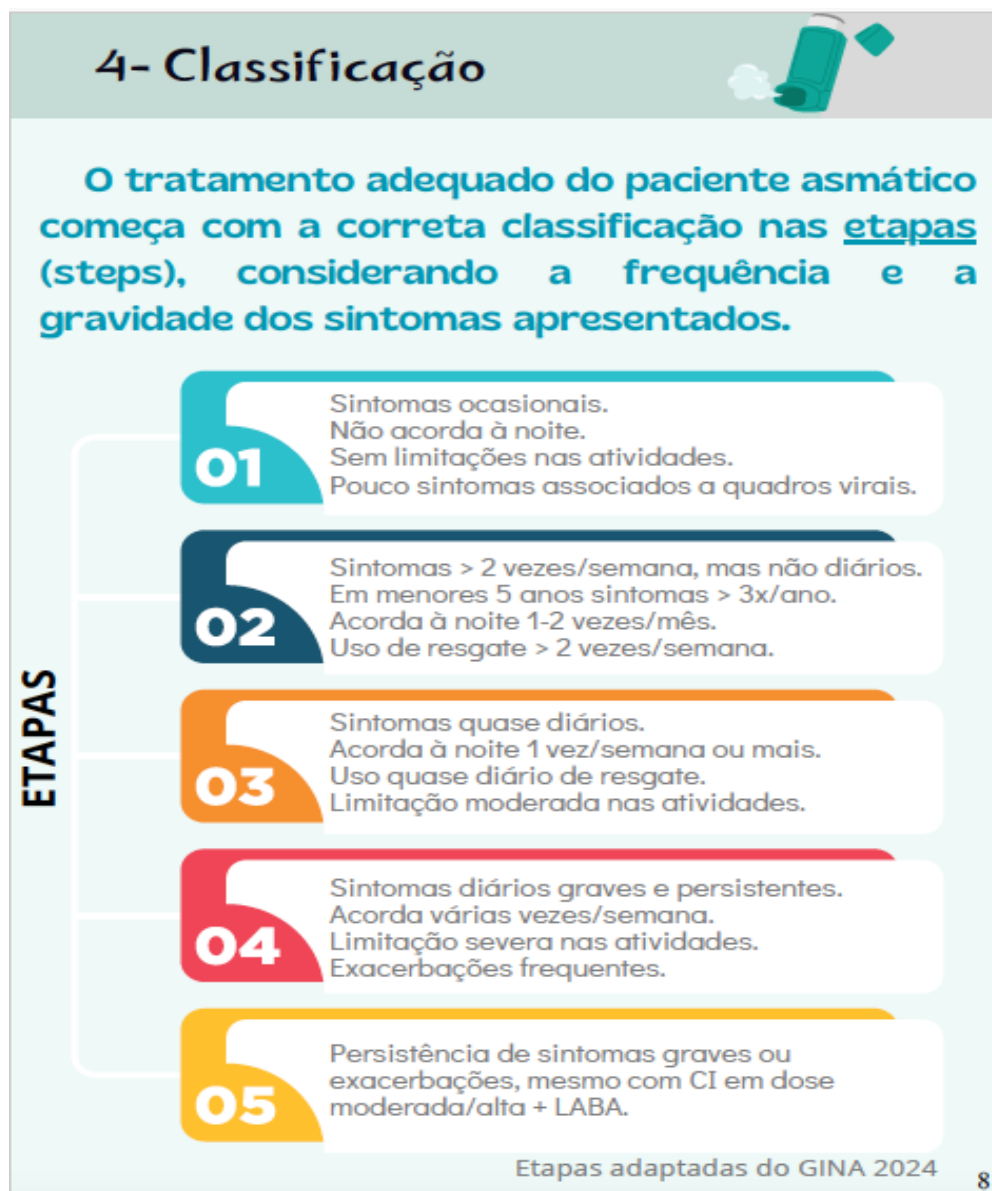 4- Classificação
O tratamento adequado do paciente asmático
começa com a correta classificação nas etapas
(steps), considerando a frequência e a
gravidade dos sintomas apresentados.
ETAPAS
01
Sintomas ocasionais.
Não acorda à noite.
Sem limitações nas atividades.
Pouco sintomas associados a quadros virais.
02
Sintomas > 2 vezes/semana, mas não diários.
Em menores 5 anos sintomas > 3x/ano.
Acorda à noite 1-2 vezes/mês.
Uso de resgate > 2 vezes/semana.
03
Sintomas quase diários.
Acorda à noite 1 vez/semana ou mais.
Uso quase diário de resgate.
Limitação moderada nas atividades.
04
Sintomas diários graves e persistentes.
Acorda várias vezes/semana.
Limitação severa nas atividades.
Exacerbações frequentes.
05
Persistência de sintomas graves ou
exacerbações, mesmo com CI em dose
moderada/alta + LABA.
Etapas adaptadas do GINA 2024
8